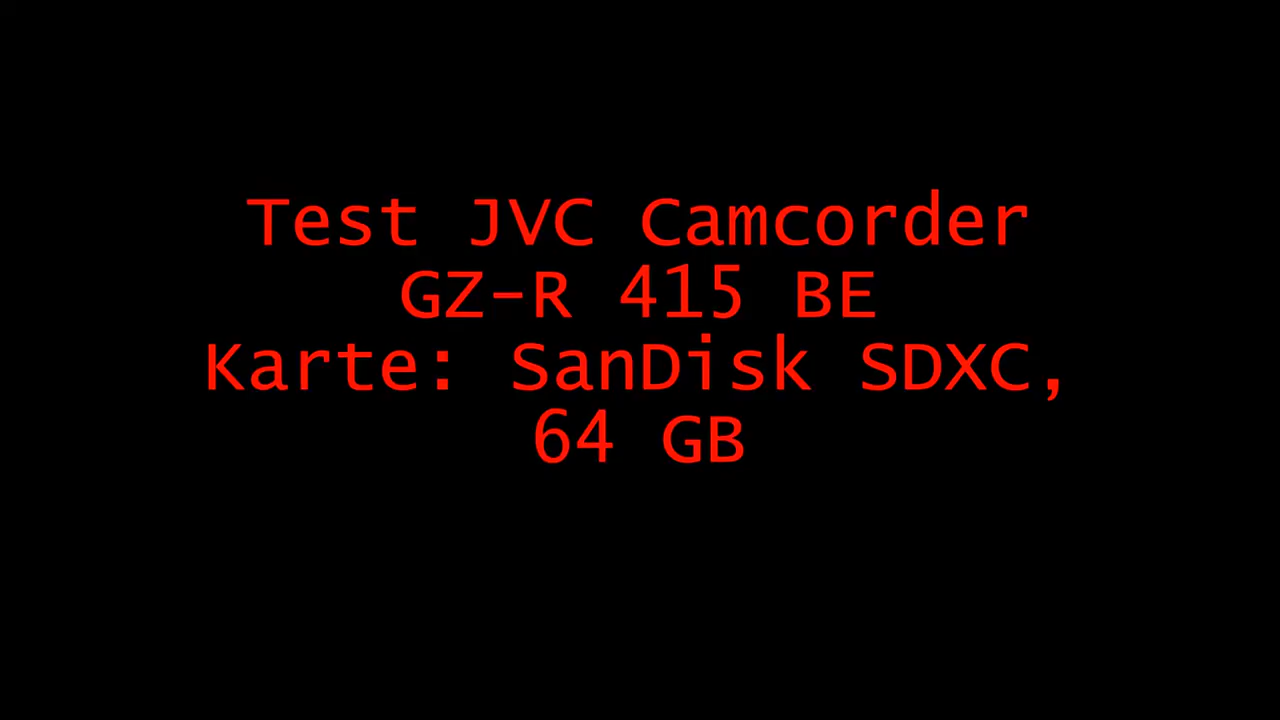 Test JVC Camcorder
GZ-R 415 BE
Karte: SanDisk SDXC,
64 GB